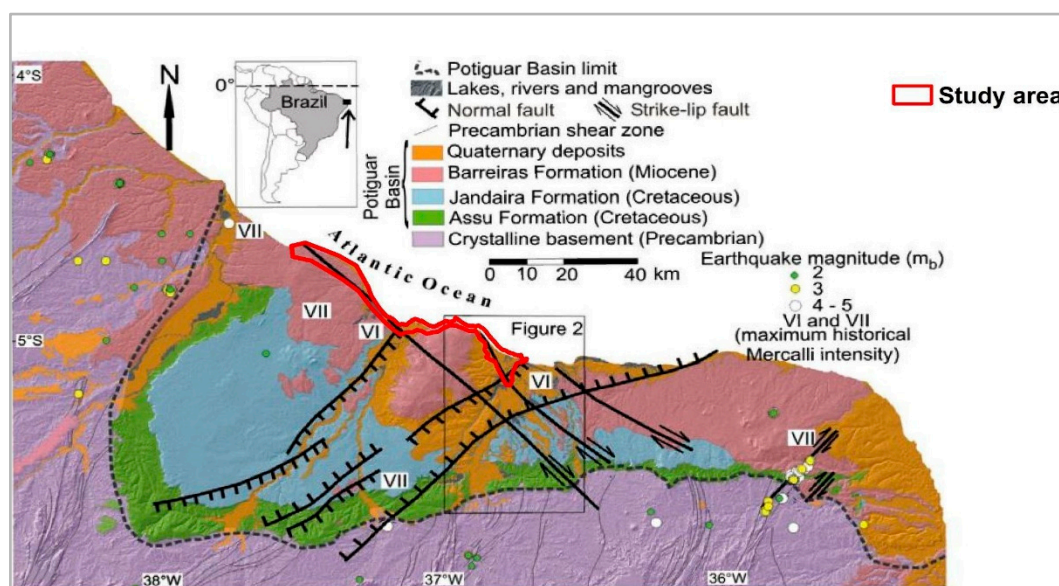 4°S
N
0°
Brazil
Potiguar Basin limit
Lakes, rivers and mangrooves
Normal fault
Strike-lip fault
Precambrian shear zone
Potiguar
Basin
Quaternary deposits
Barreiras Formation (Miocene)
Jandaira Formation (Cretaceous)
Assu Formation (Cretaceous)
Crystalline basement (Precambrian)
Study area
0 10 20 40 km
Earthquake magnitude (mb)
2
3
4 - 5
VI and VII
(maximum historical
Mercalli intensity)
Atlantic Ocean
VII
VII
VI
Figure 2
5°S
VI
VII
VII
38°W
37°W
36°W